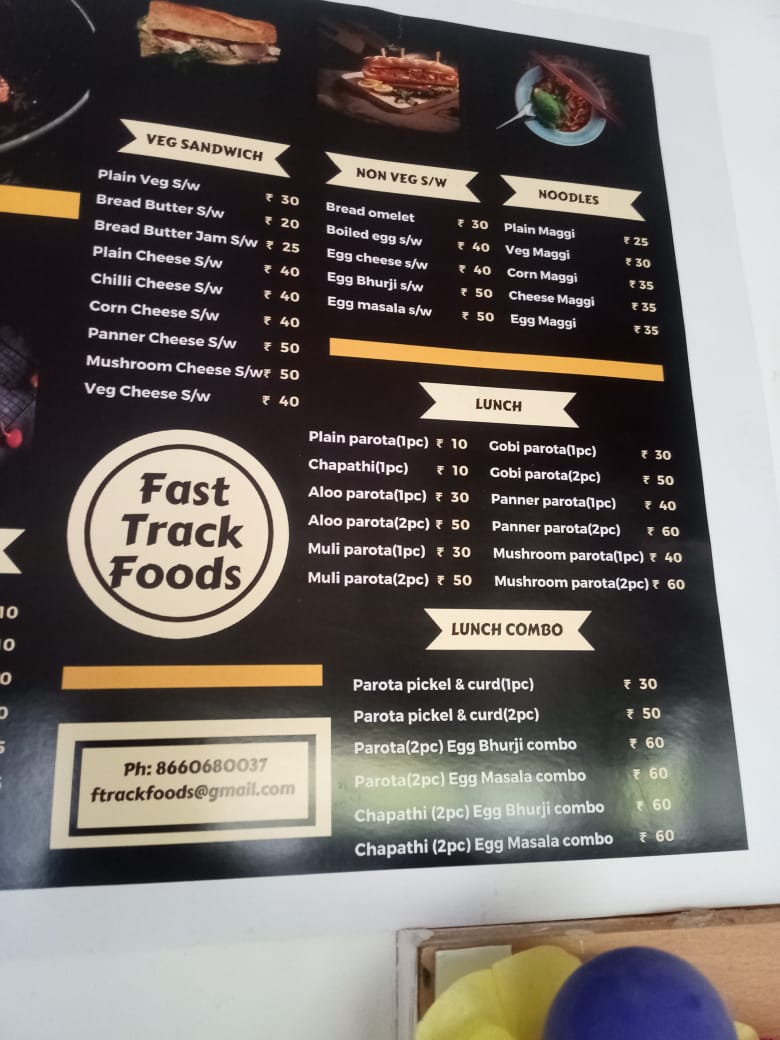 VEG SANDWICH
Plain Veg S/w ₹ 30
Bread Butter S/w ₹ 20
Bread Butter Jam S/w ₹ 25
Plain Cheese S/w ₹ 40
Chilli Cheese S/w ₹ 40
Corn Cheese S/w ₹ 40
Panner Cheese S/w ₹ 50
Mushroom Cheese S/w₹ 50
Veg Cheese S/w ₹ 40
NON VEG S/W
Bread omelet ₹ 30
Boiled egg s/w ₹ 40
Egg cheese s/w ₹ 40
Egg Bhurji s/w ₹ 50
Egg masala s/w ₹ 50
NOODLES
Plain Maggi ₹ 25
Veg Maggi ₹ 30
Corn Maggi ₹ 35
Cheese Maggi ₹ 35
Egg Maggi ₹ 35
LUNCH
Plain parota(1pc) ₹ 10
Chapathi(1pc) ₹ 10
Aloo parota(1pc) ₹ 30
Aloo parota(2pc) ₹ 50
Muli parota(1pc) ₹ 30
Muli parota(2pc) ₹ 50
Gobi parota(1pc) ₹ 30
Gobi parota(2pc) ₹ 50
Panner parota(1pc) ₹ 40
Panner parota(2pc) ₹ 60
Mushroom parota(1pc) ₹ 40
Mushroom parota(2pc) ₹ 60
Fast
Track
Foods
LUNCH COMBO
Parota pickel & curd(1pc) ₹ 30
Parota pickel & curd(2pc) ₹ 50
Parota(2pc) Egg Bhurji combo ₹ 60
Parota(2pc) Egg Masala combo ₹ 60
Chapathi (2pc) Egg Bhurji combo ₹ 60
Chapathi (2pc) Egg Masala combo ₹ 60
Ph: 8660680037
ftrackfoods@gmail.com